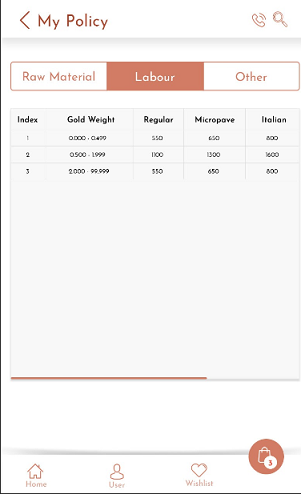 My Policy
Raw Material Labour Other
Index Gold Weight Regular Micropave Italian
1 0.000 - 0.499 550 650 800
2 0.500 - 1.999 1100 1300 1600
3 2.000 - 99.999 550 650 800
3
Home User Wishlist